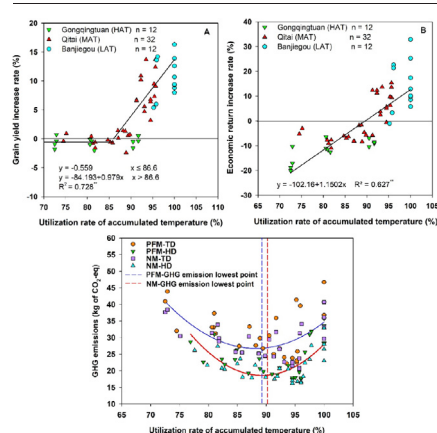 Gongqingtuan (HAT) n = 12
Qitai (MAT) n = 32
Banjiegou (LAT) n = 12
A
Grain yield increase rate (%)
20
15
10
5
0
-5
-10
y = -0.559 x ≤ 86.6
y = -84.193+0.979x x > 86.6
R² = 0.728**
70 75 80 85 90 95 100 105
Utilization rate of accumulated temperature (%)
Gongqingtuan (HAT) n = 12
Qitai (MAT) n = 32
Banjiegou (LAT) n = 12
B
Economic return increase rate (%)
50
40
30
20
10
0
-10
-20
-30
y = -102.16+1.1502x R² = 0.627**
70 75 80 85 90 95 100 105
Utilization rate of accumulated temperature (%)
GHG emissions (kg of CO₂-eq)
60
55
50
45
40
35
30
25
20
15
10
PFM-TD
PFM-HD
NM-TD
NM-HD
PFM-GHG emission lowest point
NM-GHG emission lowest point
65 70 75 80 85 90 95 100 105
Utilization rate of accumulated temperature (%)